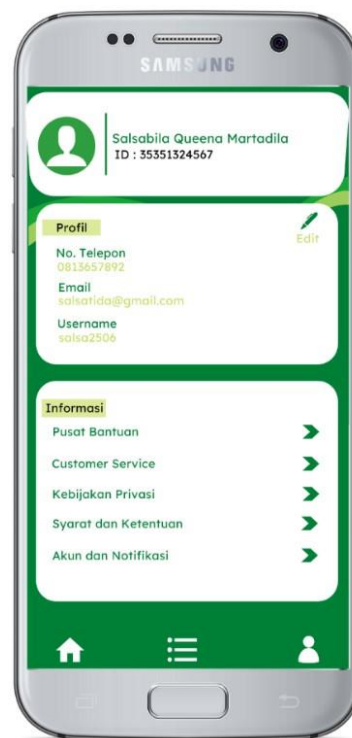 SAMSUNG
Salsabila Queena Martadila
ID : 35351324567
Profil
Edit
No. Telepon
0813657892
Email
salsatida@gmail.com
Username
salsa2506
Informasi
Pusat Bantuan
Customer Service
Kebijakan Privasi
Syarat dan Ketentuan
Akun dan Notifikasi